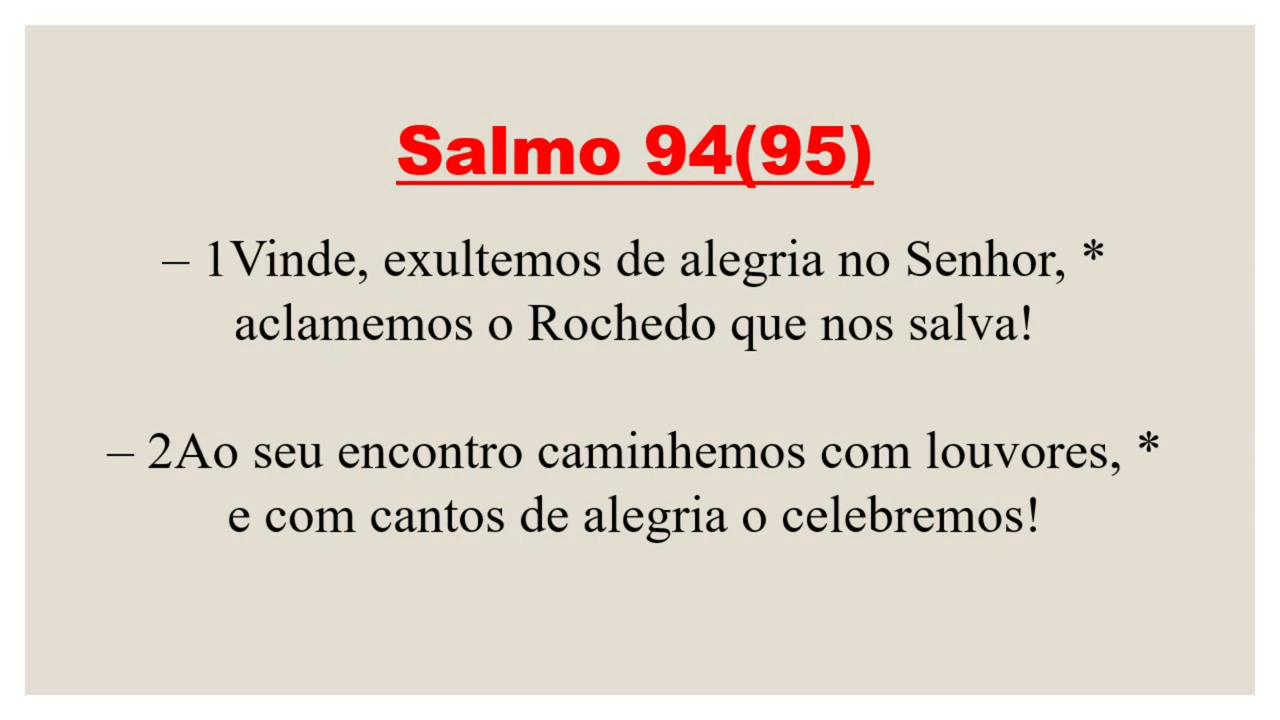 Salmo 94(95)
– 1Vinde, exultemos de alegria no Senhor, *
aclamemos o Rochedo que nos salva!
– 2Ao seu encontro caminhemos com louvores, *
e com cantos de alegria o celebremos!